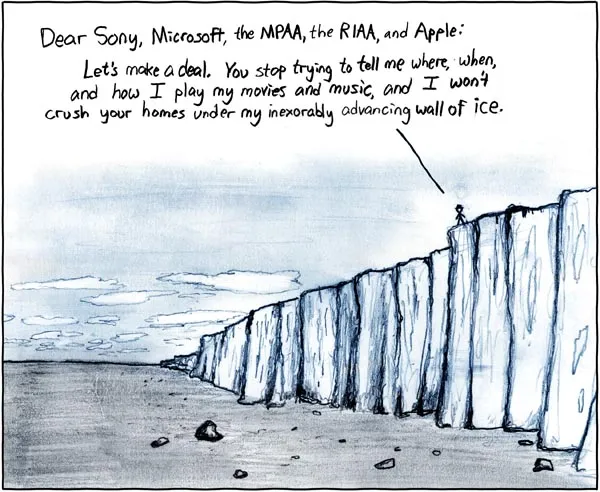 Dear Sony, Microsoft, the MPAA, the RIAA, and Apple:
Let's make a deal. You stop trying to tell me where, when,
and how I play my movies and music, and I won't
crush your homes under my inexorably advancing wall of ice.